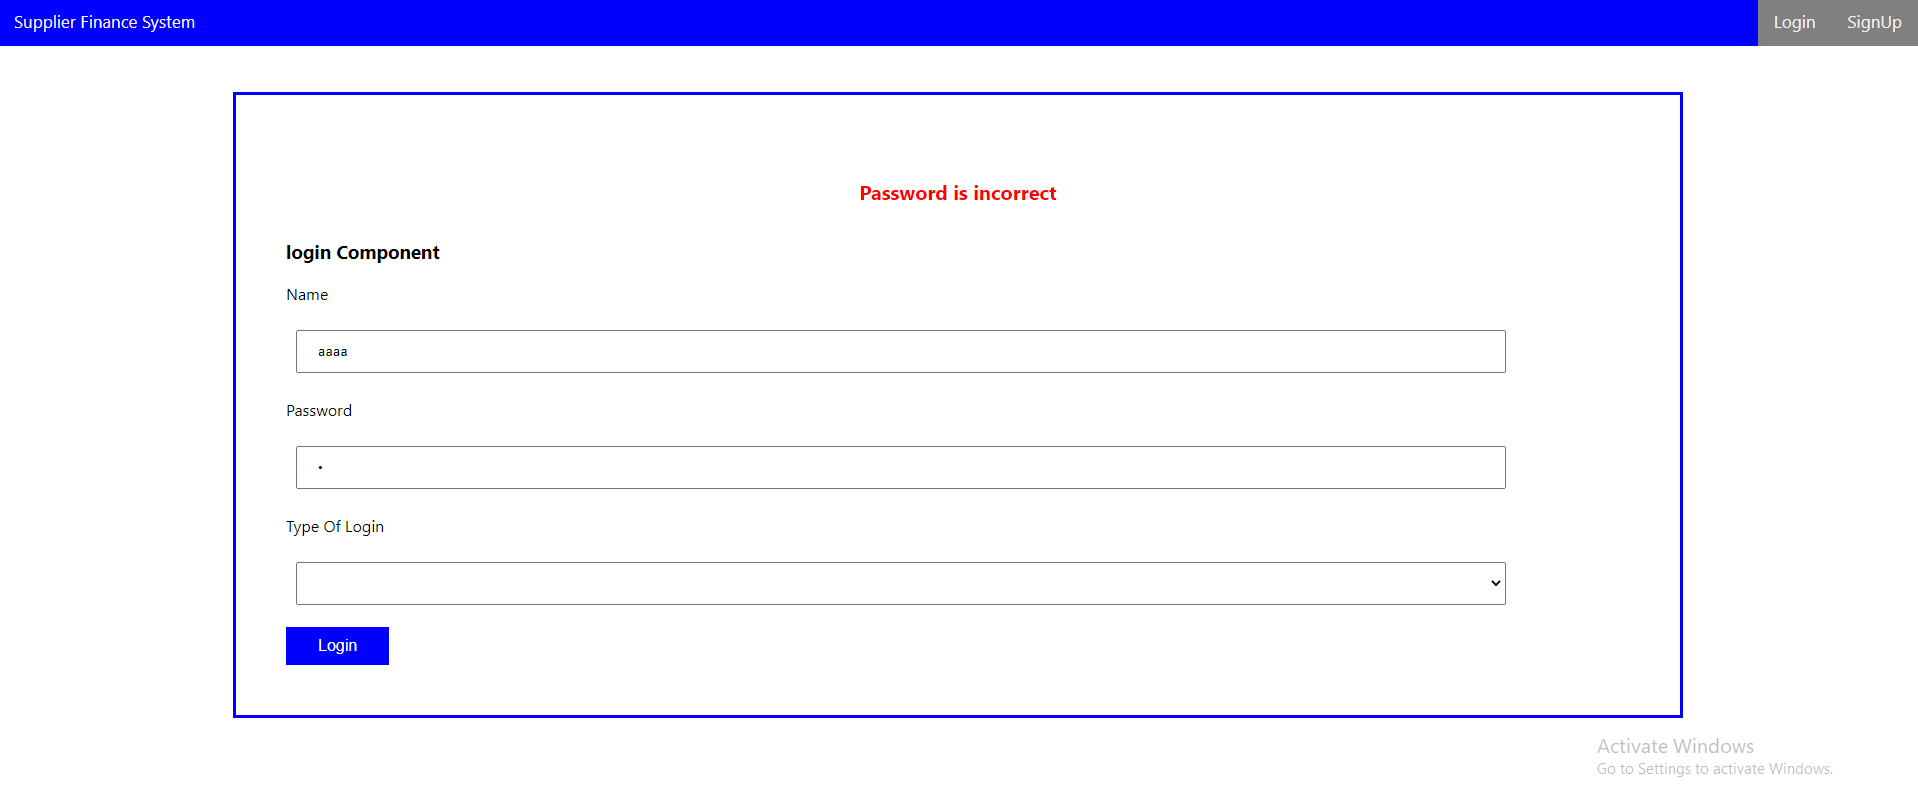 Supplier Finance System
Login SignUp
Password is incorrect
login Component
Name
aaaa
Password
•
Type Of Login
Login
Activate Windows
Go to Settings to activate Windows.